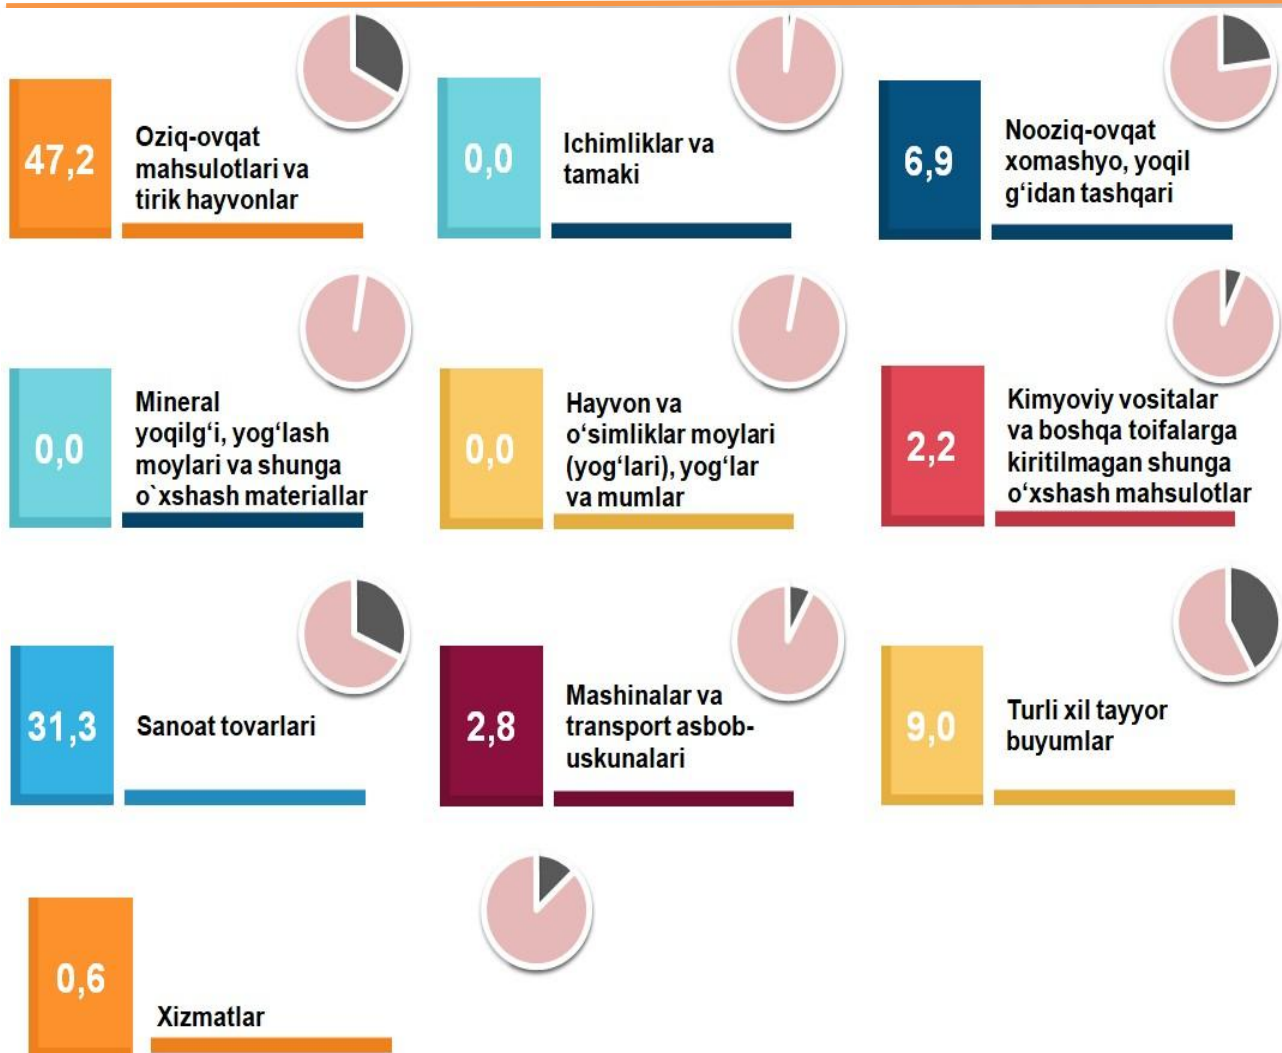 47,2
Oziq-ovqat
mahsulotlari va
tirik hayvonlar
0,0
Ichimliklar va
tamaki
6,9
Nooziq-ovqat
xomashyo, yoqil
g‘idan tashqari
0,0
Mineral
yoqilg‘i, yog‘lash
moylari va shunga
o`xshash materiallar
0,0
Hayvon va
o‘simliklar moylari
(yog‘lari), yog‘lar
va mumlar
2,2
Kimyoviy vositalar
va boshqa toifalarga
kiritilmagan shunga
o‘xshash mahsulotlar
31,3
Sanoat tovarlari
2,8
Mashinalar va
transport asbob-
uskunalari
9,0
Turli xil tayyor
buyumlar
0,6
Xizmatlar